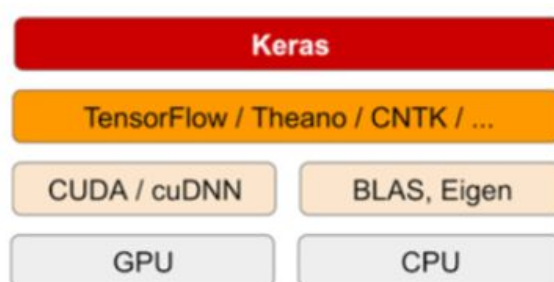 Keras
TensorFlow / Theano / CNTK / ...
CUDA / cuDNN BLAS, Eigen
GPU CPU